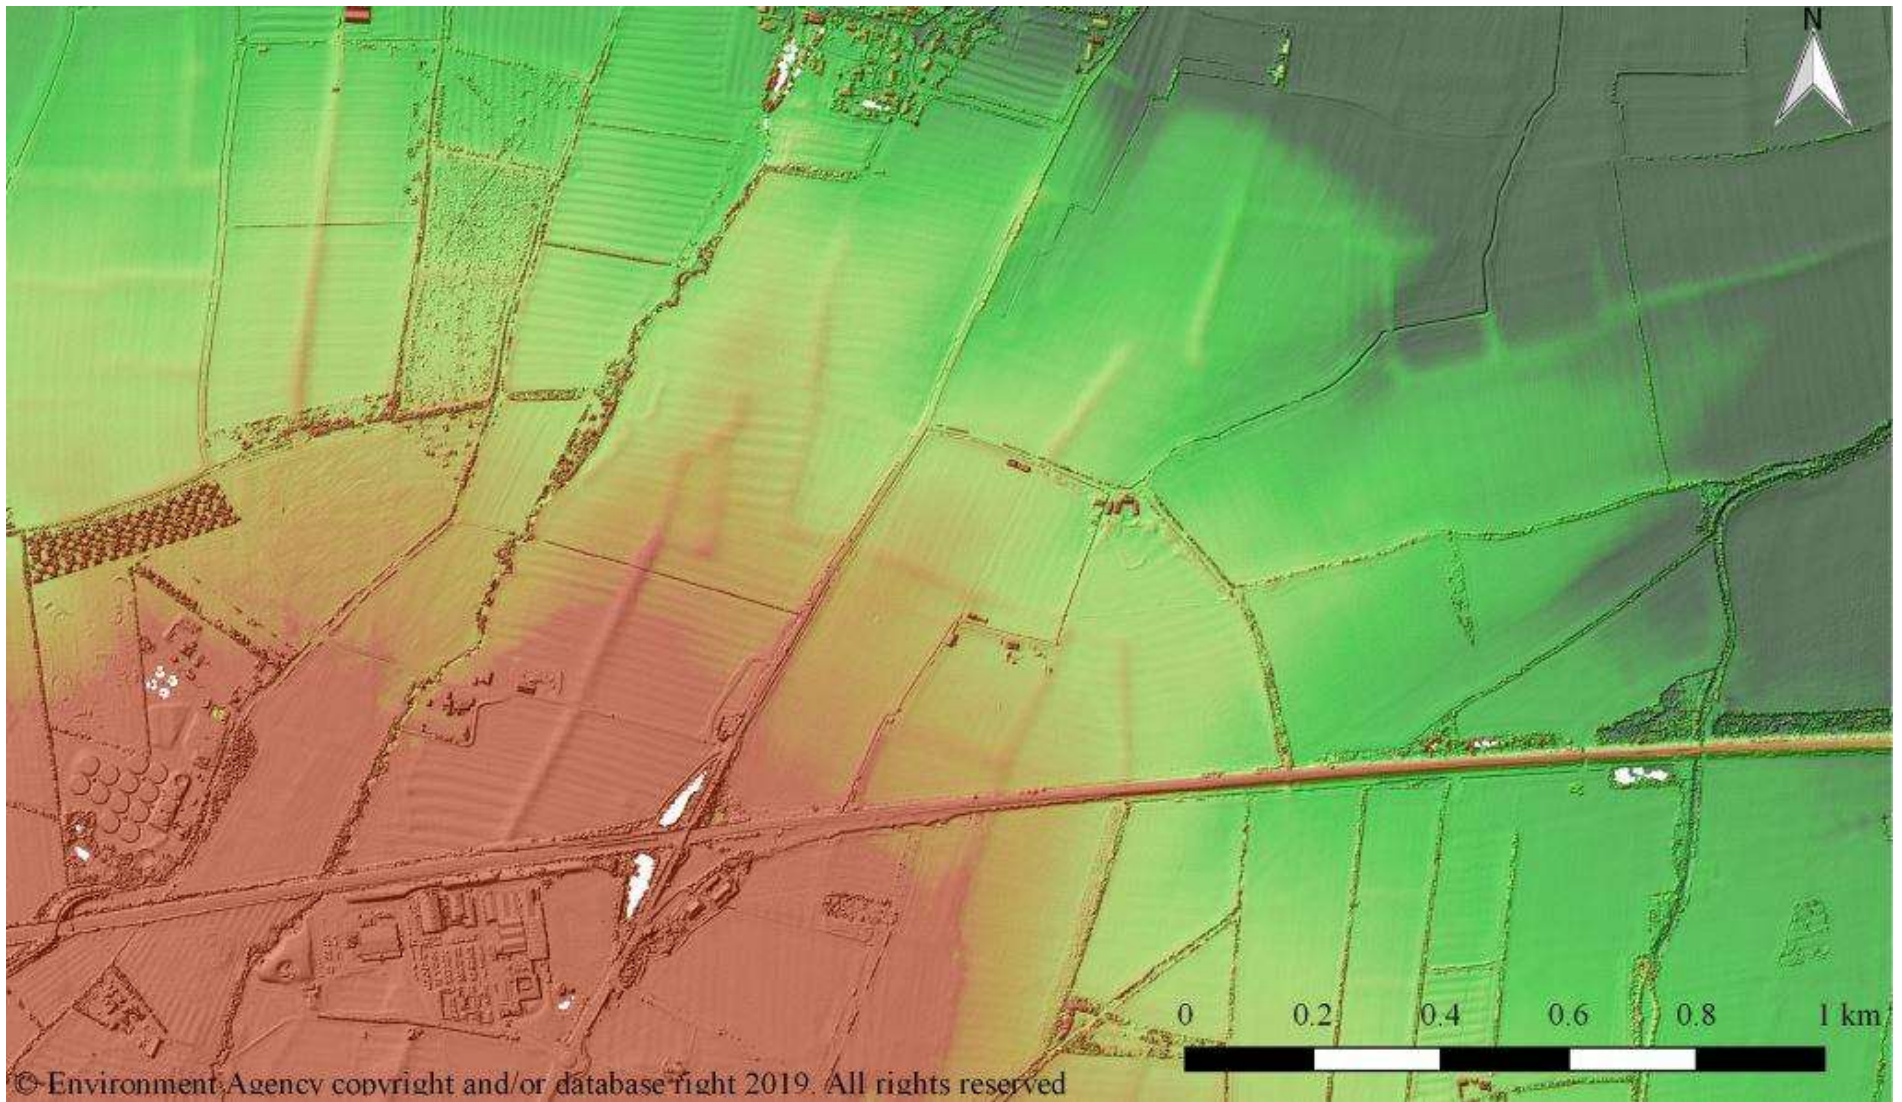 N
0 0.2 0.4 0.6 0.8 1 km
© Environment Agency copyright and/or database right 2019. All rights reserved